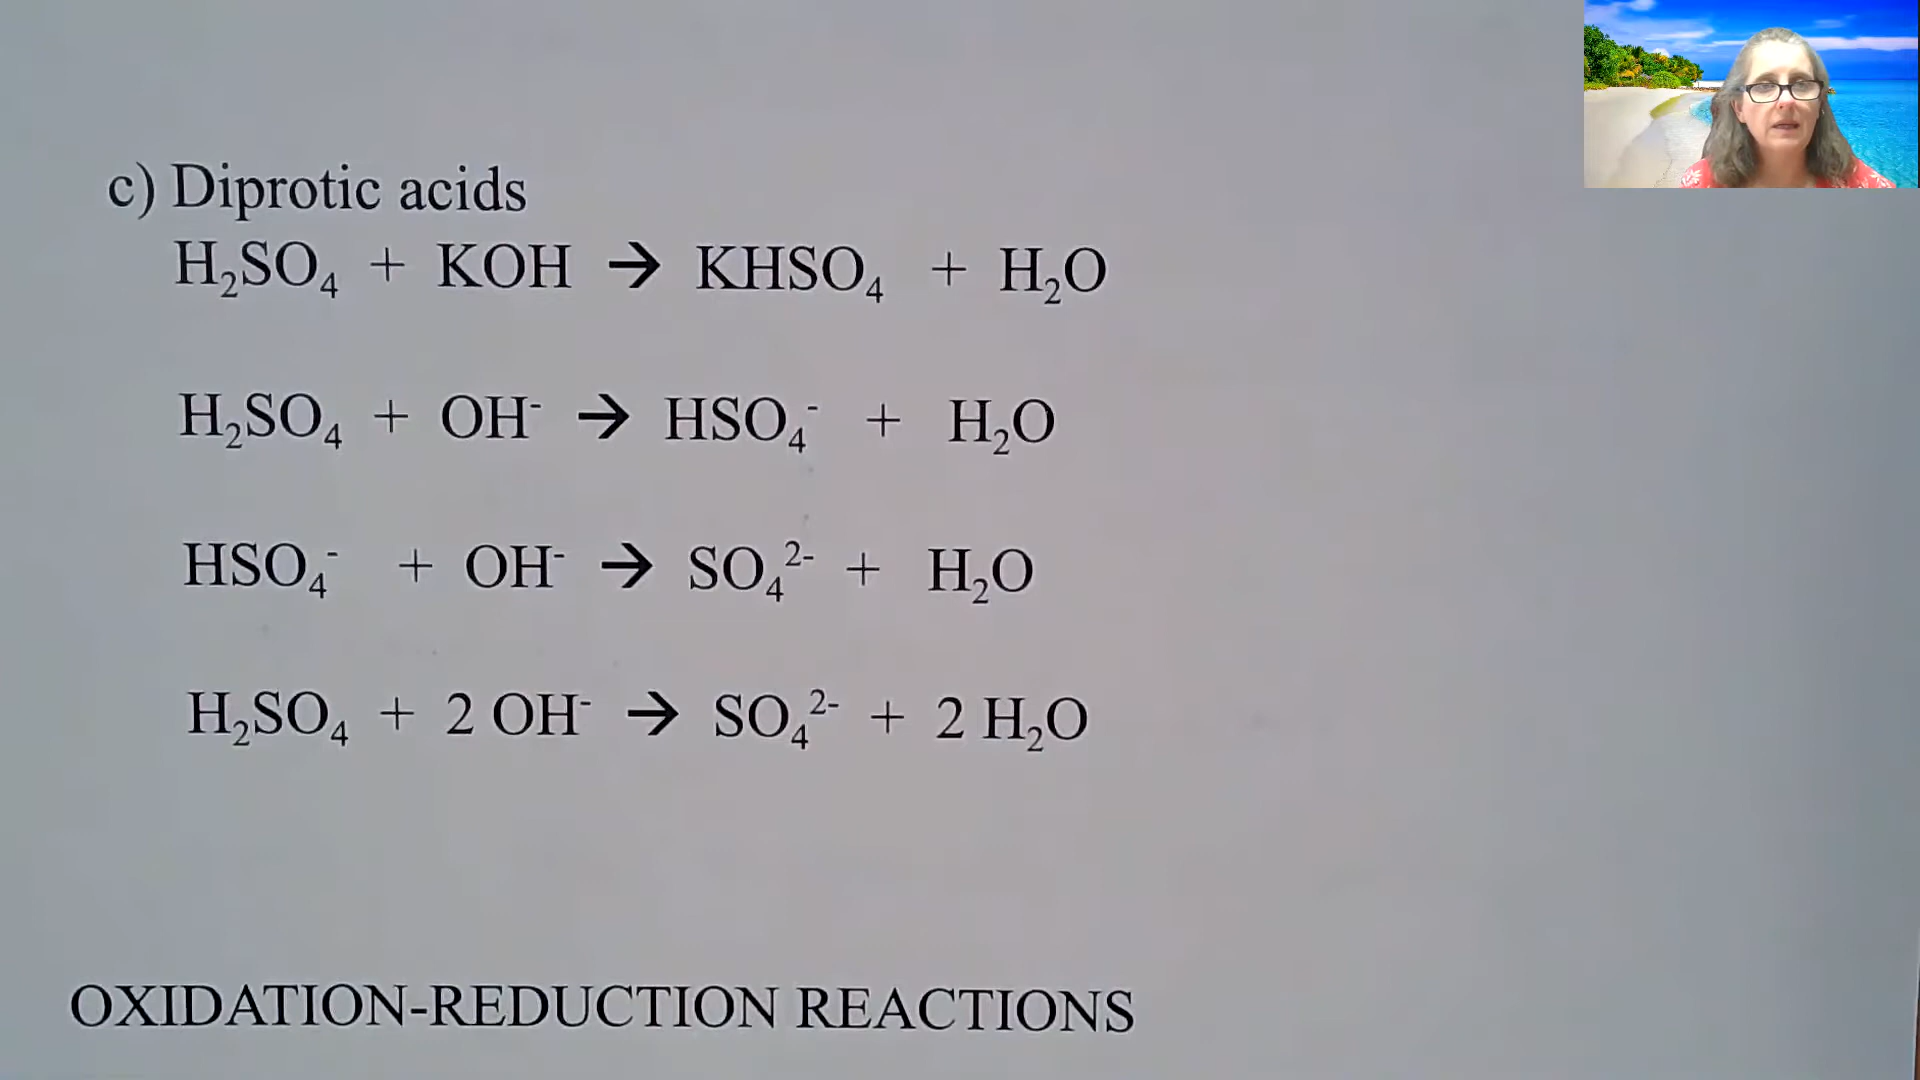 c) Diprotic acids
H₂SO₄ + KOH → KHSO₄ + H₂O
H₂SO₄ + OH⁻ → HSO₄⁻ + H₂O
HSO₄⁻ + OH⁻ → SO₄²⁻ + H₂O
H₂SO₄ + 2 OH⁻ → SO₄²⁻ + 2 H₂O
OXIDATION-REDUCTION REACTIONS